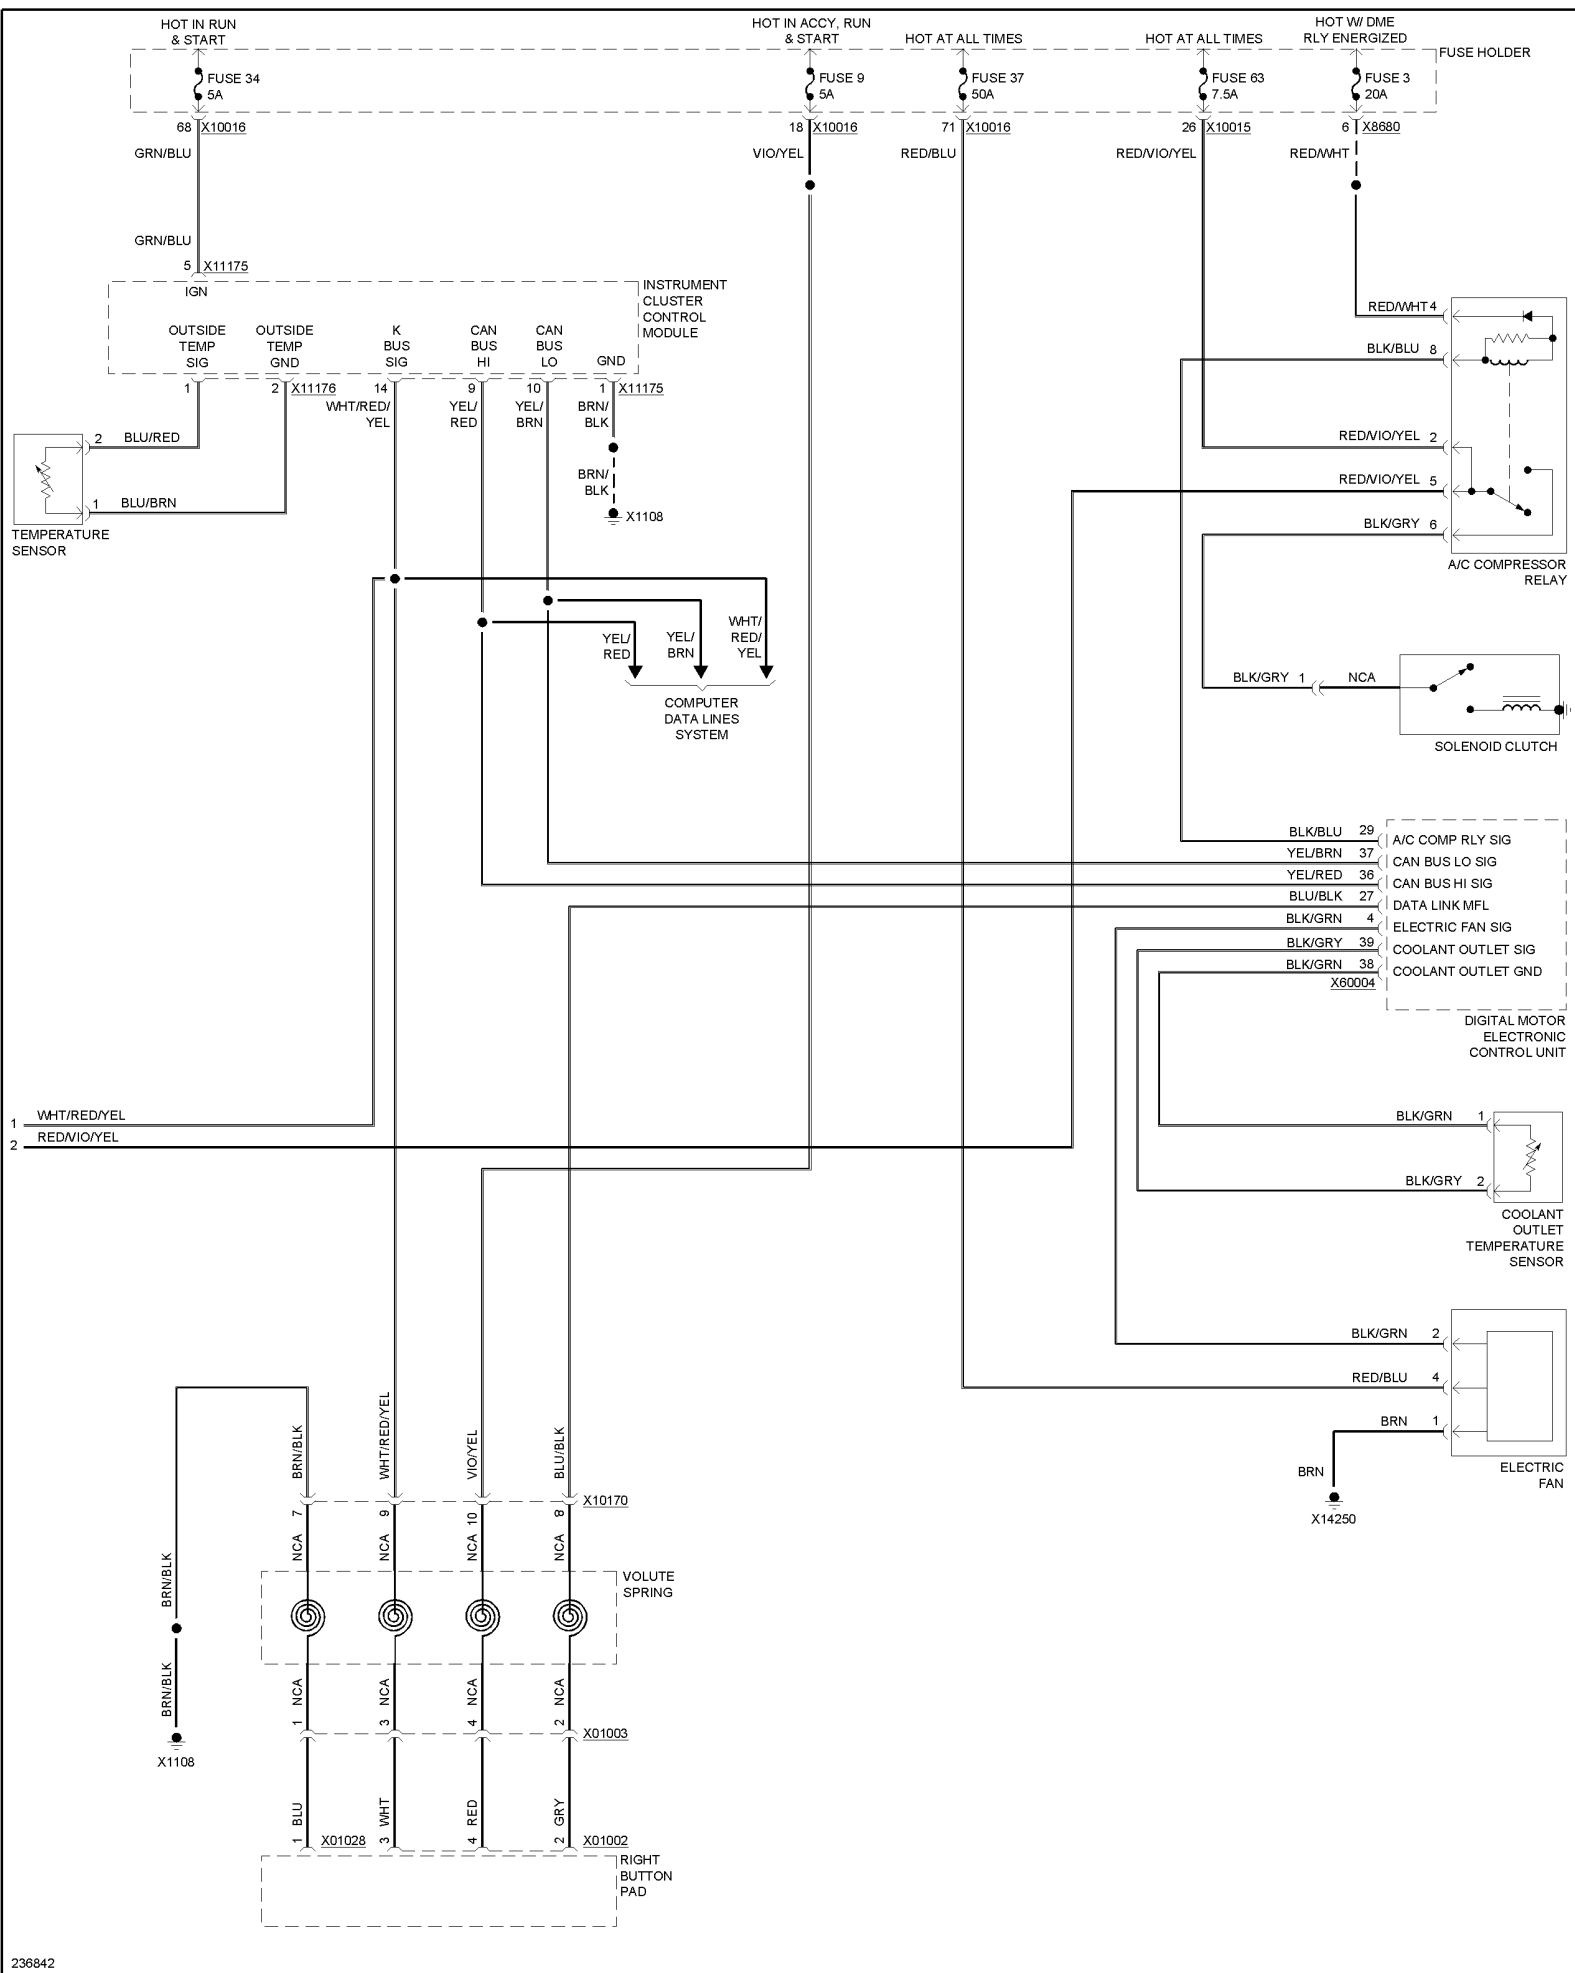 HOT IN RUN
& START
HOT IN ACCY, RUN
& START
HOT AT ALL TIMES
HOT AT ALL TIMES
HOT W/ DME
RLY ENERGIZED
FUSE HOLDER
FUSE 34
5A
FUSE 9
5A
FUSE 37
50A
FUSE 63
7.5A
FUSE 3
20A
68 X10016
18 X10016
71 X10016
26 X10015
6 X8680
GRN/BLU
VIO/YEL
RED/BLU
RED/VIO/YEL
RED/WHT
GRN/BLU
5 X11175
IGN
INSTRUMENT
CLUSTER
CONTROL
MODULE
OUTSIDE
TEMP
SIG
OUTSIDE
TEMP
GND
K
BUS
SIG
CAN
BUS
HI
CAN
BUS
LO
GND
1
2 X11176
14
9
10
1 X11175
WHT/RED/
YEL
YEL/
RED
YEL/
BRN
BRN/
BLK
BRN/
BLK
X1108
2 BLU/RED
1 BLU/BRN
TEMPERATURE
SENSOR
RED/WHT 4
BLK/BLU 8
RED/VIO/YEL 2
RED/VIO/YEL 5
BLK/GRY 6
A/C COMPRESSOR
RELAY
YEL/
RED
YEL/
BRN
WHT/
RED/
YEL
COMPUTER
DATA LINES
SYSTEM
BLK/GRY 1
NCA
SOLENOID CLUTCH
BLK/BLU 29 A/C COMP RLY SIG
YEL/BRN 37 CAN BUS LO SIG
YEL/RED 36 CAN BUS HI SIG
BLU/BLK 27 DATA LINK MFL
BLK/GRN 4 ELECTRIC FAN SIG
BLK/GRY 39 COOLANT OUTLET SIG
BLK/GRN 38 COOLANT OUTLET GND
X60004
DIGITAL MOTOR
ELECTRONIC
CONTROL UNIT
1 WHT/RED/YEL
2 RED/VIO/YEL
BLK/GRN 1
BLK/GRY 2
COOLANT
OUTLET
TEMPERATURE
SENSOR
BLK/GRN 2
RED/BLU 4
BRN 1
BRN
X14250
ELECTRIC
FAN
BRN/BLK
WHT/RED/YEL
VIO/YEL
BLU/BLK
X10170
7
9
10
8
NCA
NCA
NCA
NCA
VOLUTE
SPRING
BRN/BLK
BRN/BLK
X1108
NCA
NCA
NCA
NCA
1
3
4
2
X01003
BLU
WHT
RED
GRY
1
X01028
3
4
2
X01002
RIGHT
BUTTON
PAD
236842